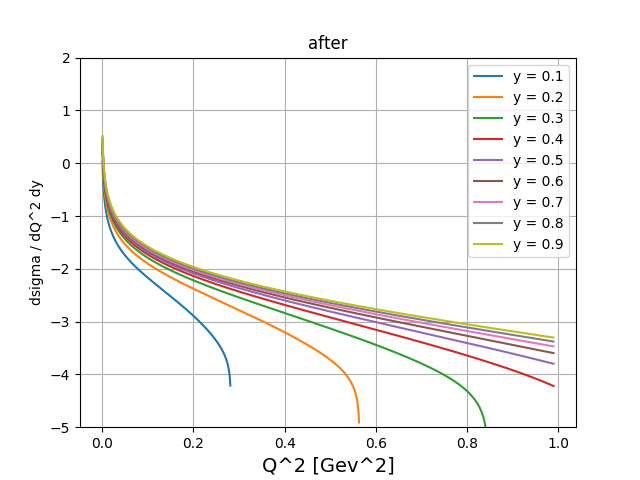 after
dsigma / dQ^2 dy
2
1
0
−1
−2
−3
−4
−5
0.0 0.2 0.4 0.6 0.8 1.0
Q^2 [Gev^2]
y = 0.1
y = 0.2
y = 0.3
y = 0.4
y = 0.5
y = 0.6
y = 0.7
y = 0.8
y = 0.9